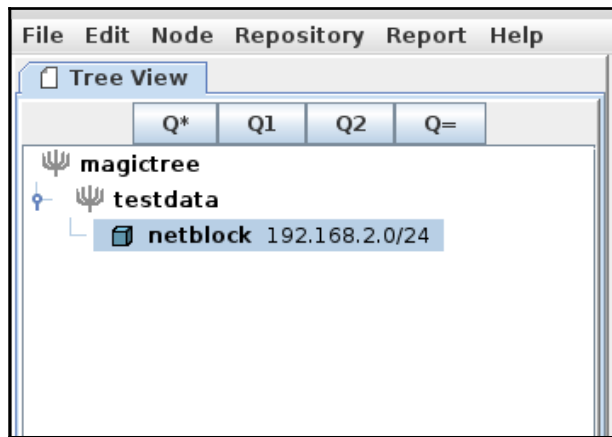 File Edit Node Repository Report Help
Tree View
Q* Q1 Q2 Q=
magictree
testdata
netblock 192.168.2.0/24